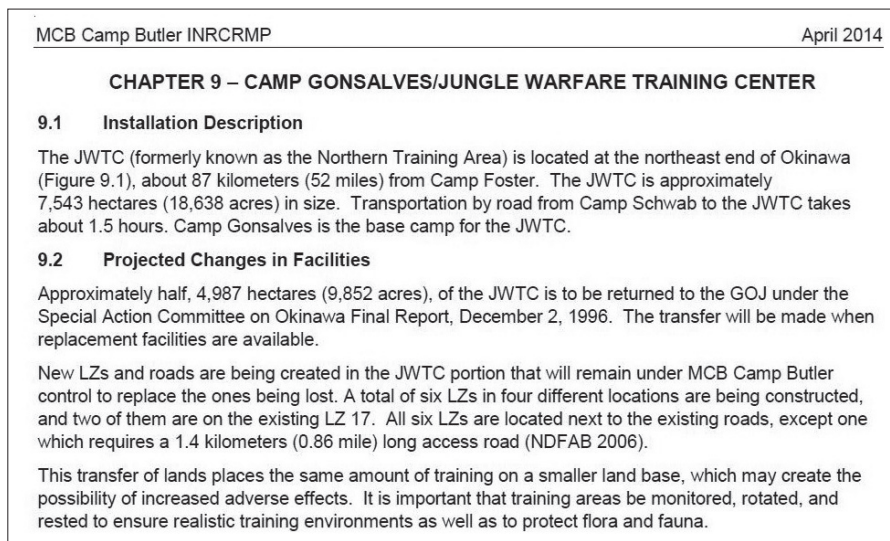 MCB Camp Butler INRCRMP April 2014
CHAPTER 9 – CAMP GONSALVES/JUNGLE WARFARE TRAINING CENTER
9.1 Installation Description
The JWTC (formerly known as the Northern Training Area) is located at the northeast end of Okinawa
(Figure 9.1), about 87 kilometers (52 miles) from Camp Foster. The JWTC is approximately
7,543 hectares (18,638 acres) in size. Transportation by road from Camp Schwab to the JWTC takes
about 1.5 hours. Camp Gonsalves is the base camp for the JWTC.
9.2 Projected Changes in Facilities
Approximately half, 4,987 hectares (9,852 acres), of the JWTC is to be returned to the GOJ under the
Special Action Committee on Okinawa Final Report, December 2, 1996. The transfer will be made when
replacement facilities are available.
New LZs and roads are being created in the JWTC portion that will remain under MCB Camp Butler
control to replace the ones being lost. A total of six LZs in four different locations are being constructed,
and two of them are on the existing LZ 17. All six LZs are located next to the existing roads, except one
which requires a 1.4 kilometers (0.86 mile) long access road (NDFAB 2006).
This transfer of lands places the same amount of training on a smaller land base, which may create the
possibility of increased adverse effects. It is important that training areas be monitored, rotated, and
rested to ensure realistic training environments as well as to protect flora and fauna.